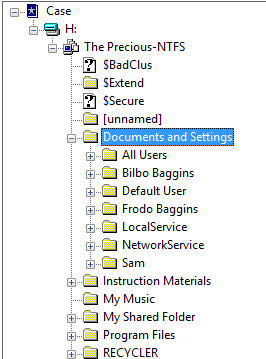 Case
H:
The Precious-NTFS
$BadClus
$Extend
$Secure
[unnamed]
Documents and Settings
All Users
Bilbo Baggins
Default User
Frodo Baggins
LocalService
NetworkService
Sam
Instruction Materials
My Music
My Shared Folder
Program Files
RECYCLER